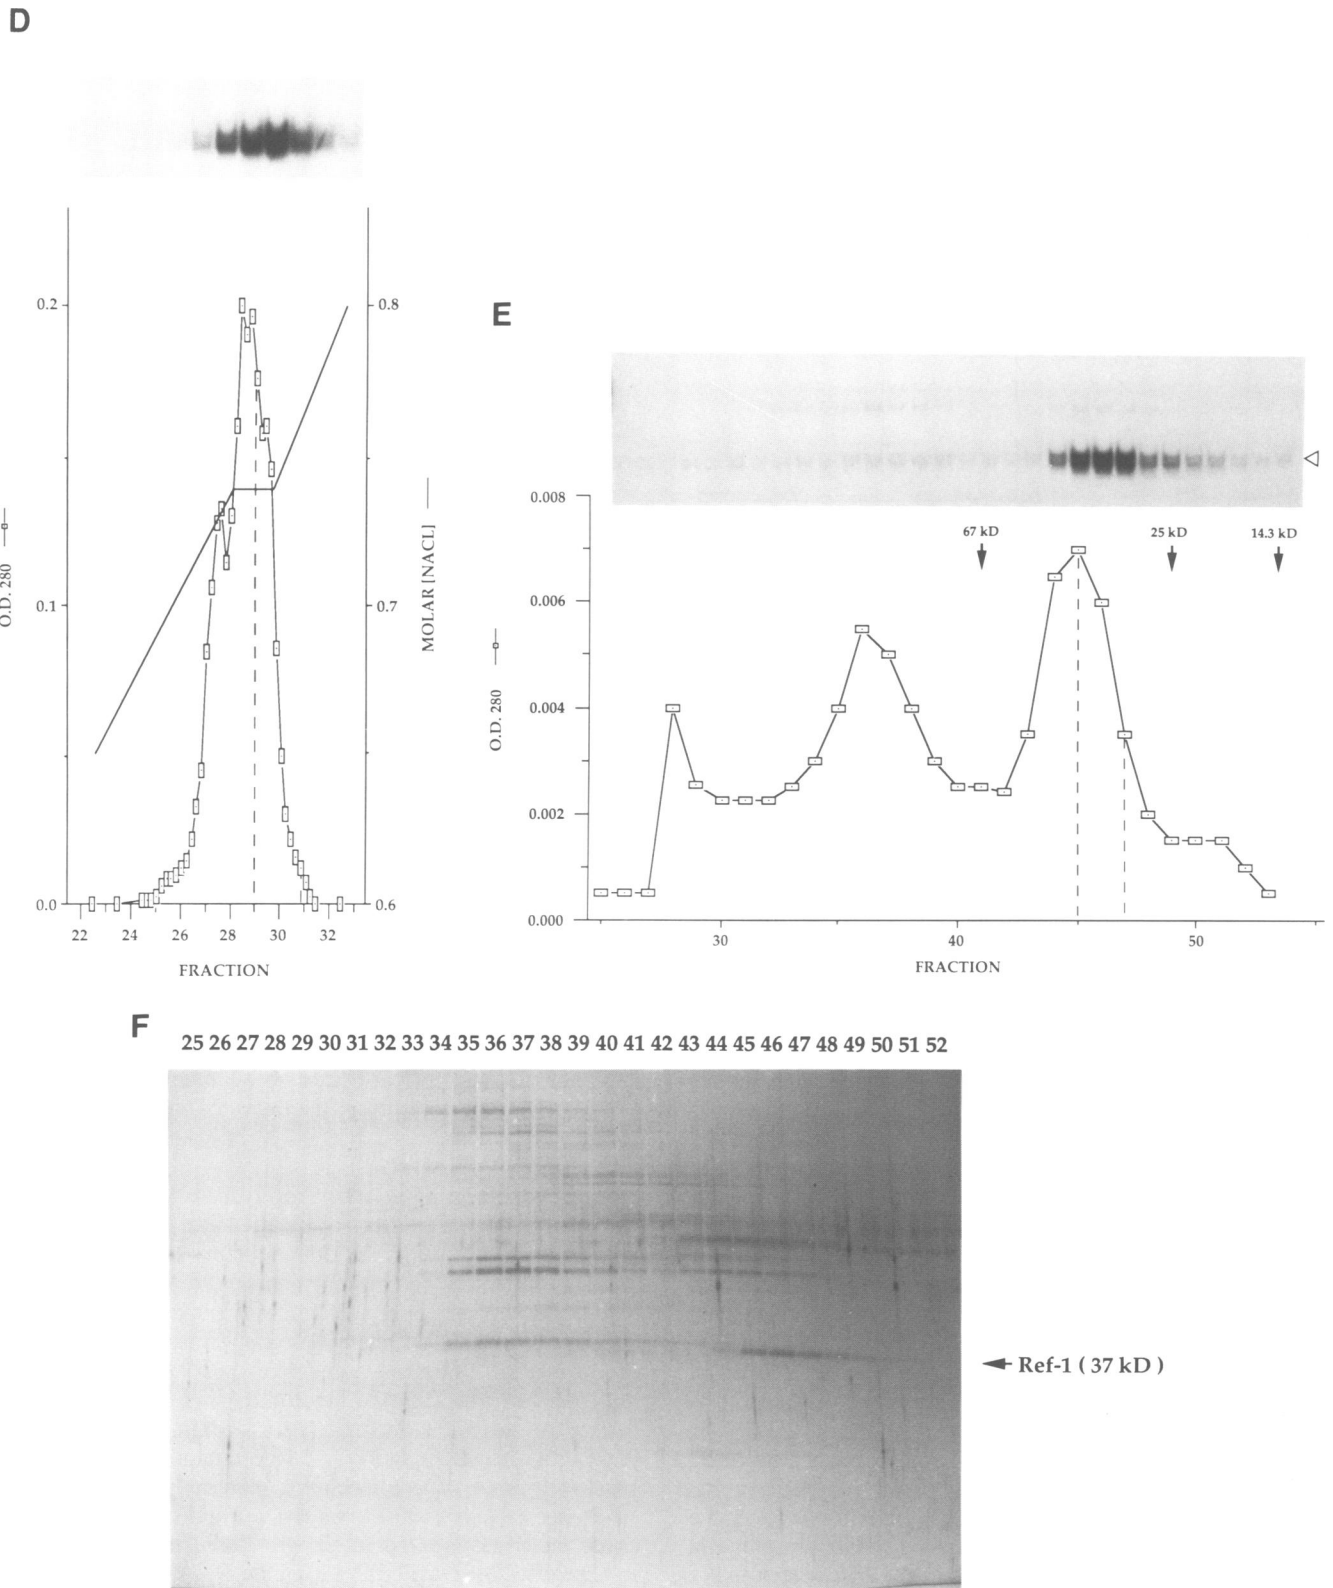 D
0.2
0.1
0.0
O.D. 280
0.8
0.7
0.6
MOLAR [NACL]
22 24 26 28 30 32
FRACTION
E
67 kD 25 kD 14.3 kD
0.008
0.006
0.004
0.002
0.000
O.D. 280
30 40 50
FRACTION
F
25 26 27 28 29 30 31 32 33 34 35 36 37 38 39 40 41 42 43 44 45 46 47 48 49 50 51 52
Ref-1 ( 37 kD )